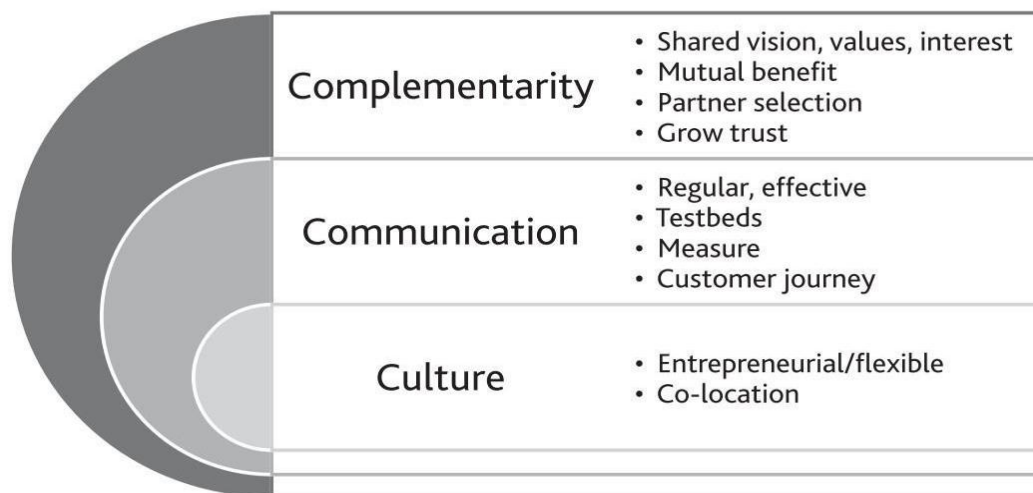 Complementarity
• Shared vision, values, interest
• Mutual benefit
• Partner selection
• Grow trust
Communication
• Regular, effective
• Testbeds
• Measure
• Customer journey
Culture
• Entrepreneurial/flexible
• Co-location